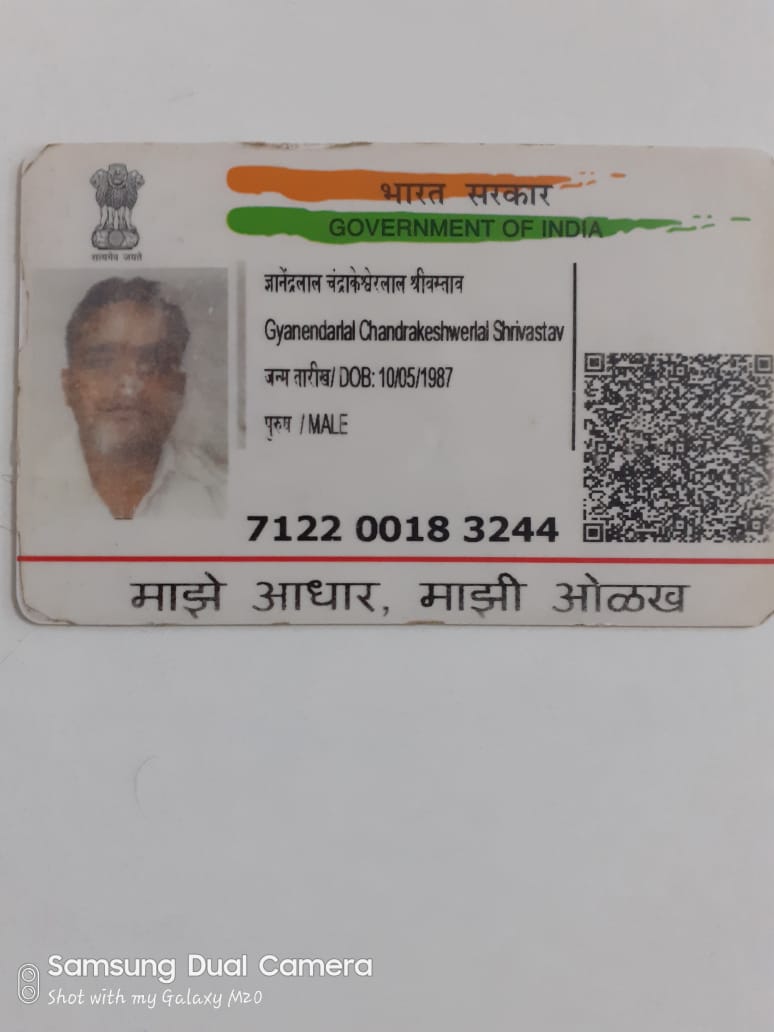 भारत सरकार
GOVERNMENT OF INDIA
सत्यमेव जयते
ज्ञानेंद्रलाल चंद्राकेश्वेरलाल श्रीवम्ताव
Gyanendarlal Chandrakeshwerlal Shrivastav
जन्म तारीख/ DOB: 10/05/1987
पुरुष / MALE
7122 0018 3244
माझे आधार, माझी ओळख
Samsung Dual Camera
Shot with my Galaxy M20